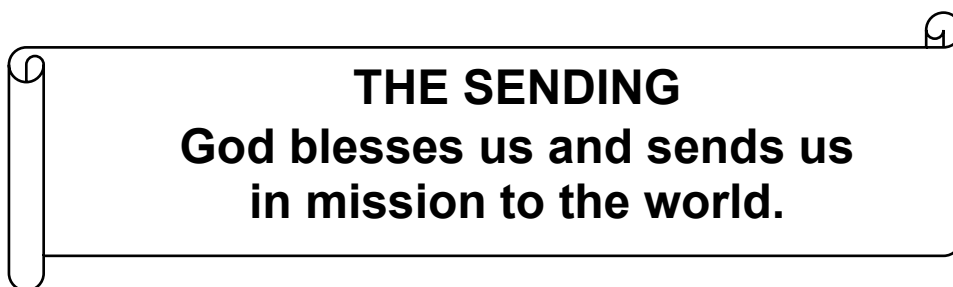 THE SENDING
God blesses us and sends us
in mission to the world.